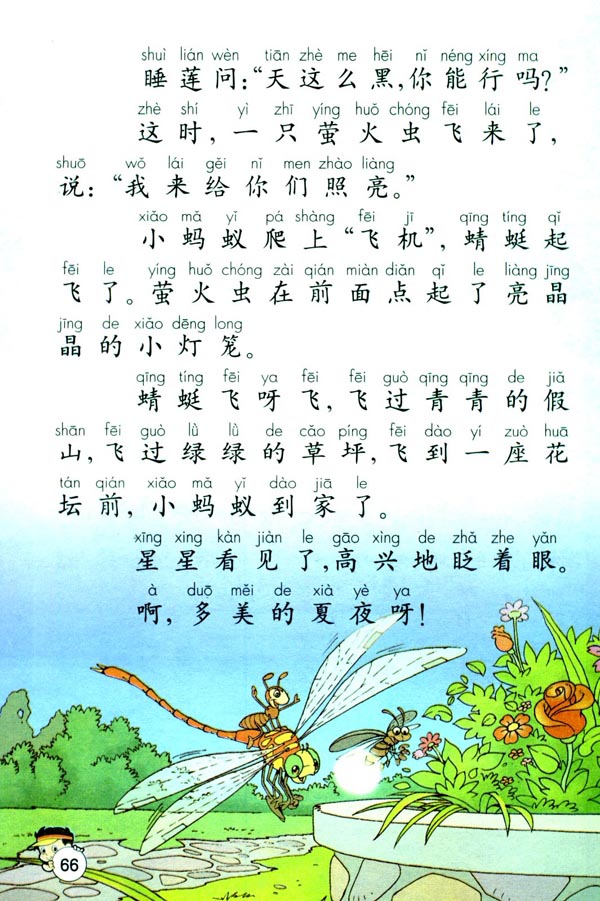 shuì lián wèn tiān zhè me hēi nǐ néng xíng ma
睡莲问:“天这么黑,你能行吗?”
zhè shí yì zhī yíng huǒ chóng fēi lái le
这时,一只萤火虫飞来了,
shuō wǒ lái gěi nǐ men zhào liàng
说:“我来给你们照亮。”
xiǎo mǎ yǐ pá shàng fēi jī qīng tíng qǐ
小蚂蚁爬上“飞机”,蜻蜓起
fēi le yíng huǒ chóng zài qián miàn diǎn qǐ le liàng jīng
飞了。萤火虫在前面点起了亮晶
jīng de xiǎo dēng long
晶的小灯笼。
qīng tíng fēi ya fēi fēi guò qīng qīng de jiǎ
蜻蜓飞呀飞,飞过青青的假
shān fēi guò lǜ lǜ de cǎo píng fēi dào yí zuò huā
山,飞过绿绿的草坪,飞到一座花
tán qián xiǎo mǎ yǐ dào jiā le
坛前,小蚂蚁到家了。
xīng xing kàn jiàn le gāo xìng de zhǎ zhe yǎn
星星看见了,高兴地眨着眼。
à duō měi de xià yè ya
啊,多美的夏夜呀!
66